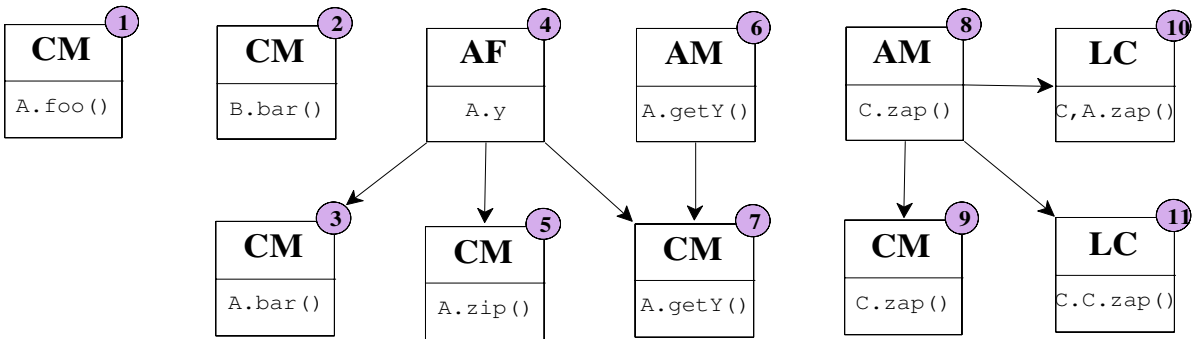 1
CM
A.foo()
2
CM
B.bar()
4
AF
A.y
6
AM
A.getY()
8
AM
C.zap()
10
LC
C,A.zap()
3
CM
A.bar()
5
CM
A.zip()
7
CM
A.getY()
9
CM
C.zap()
11
LC
C.C.zap()